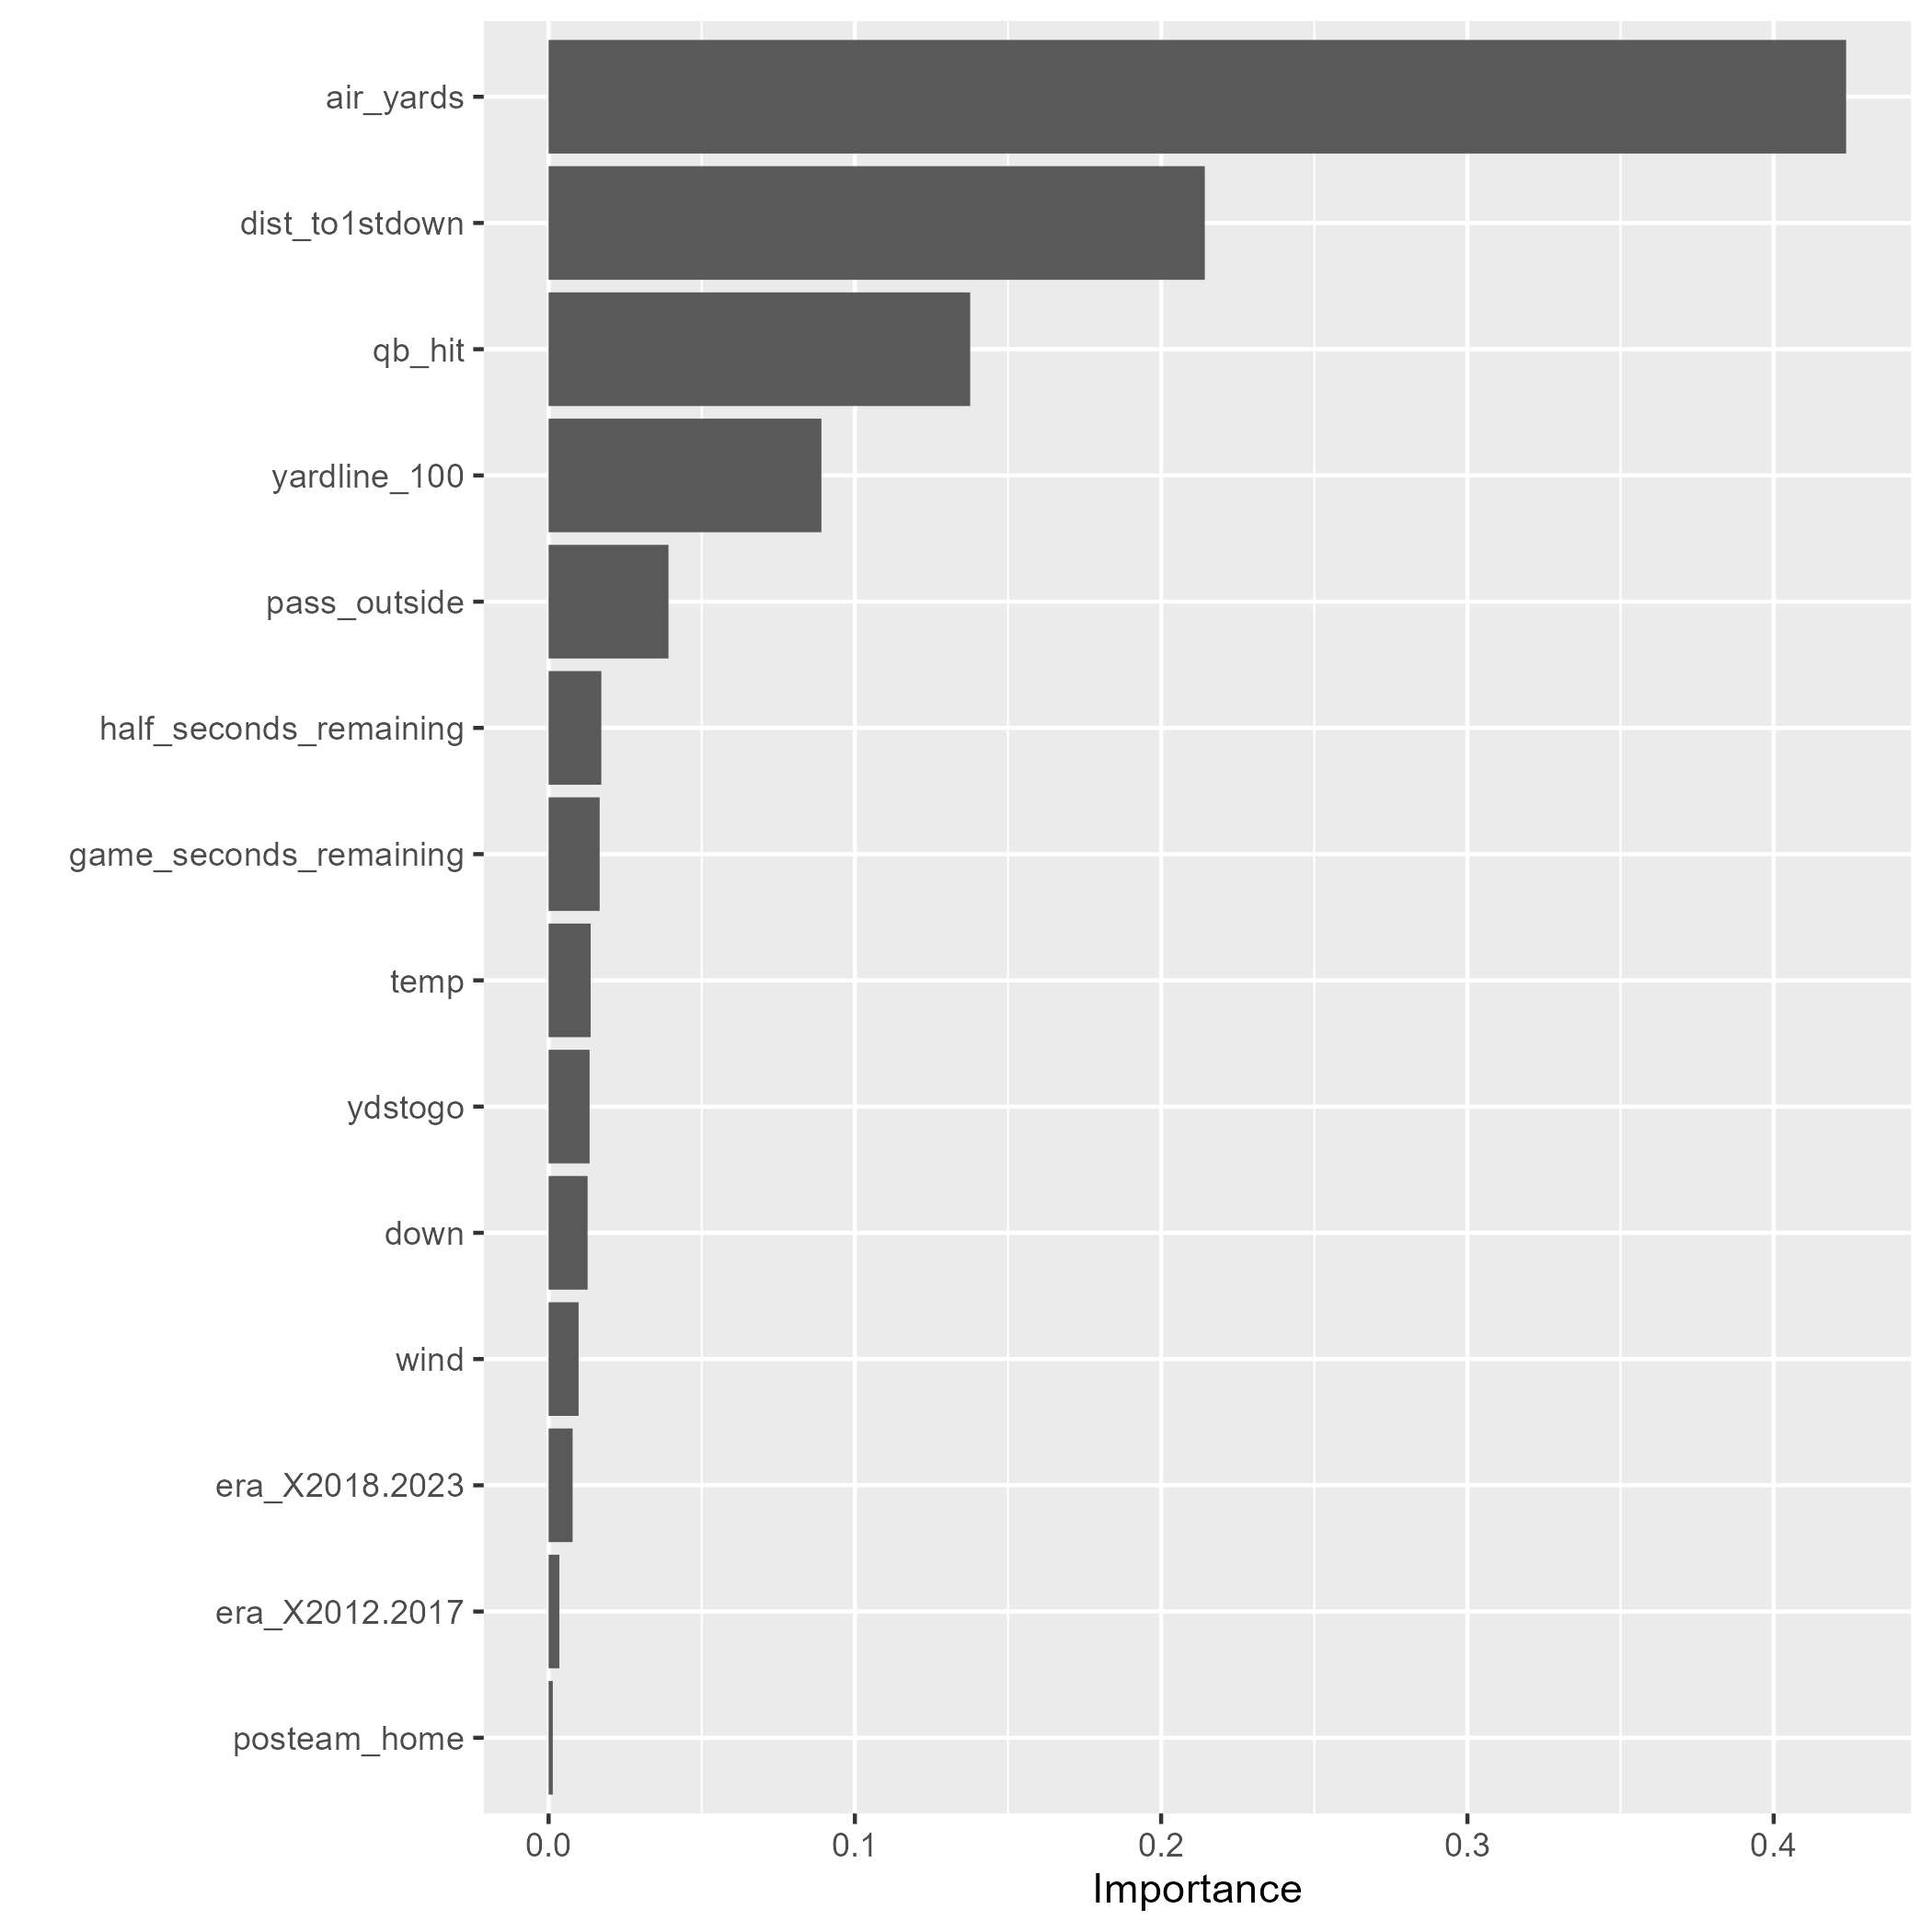 air_yards
dist_to1stdown
qb_hit
yardline_100
pass_outside
half_seconds_remaining
game_seconds_remaining
temp
ydstogo
down
wind
era_X2018.2023
era_X2012.2017
posteam_home
0.0 0.1 0.2 0.3 0.4
Importance